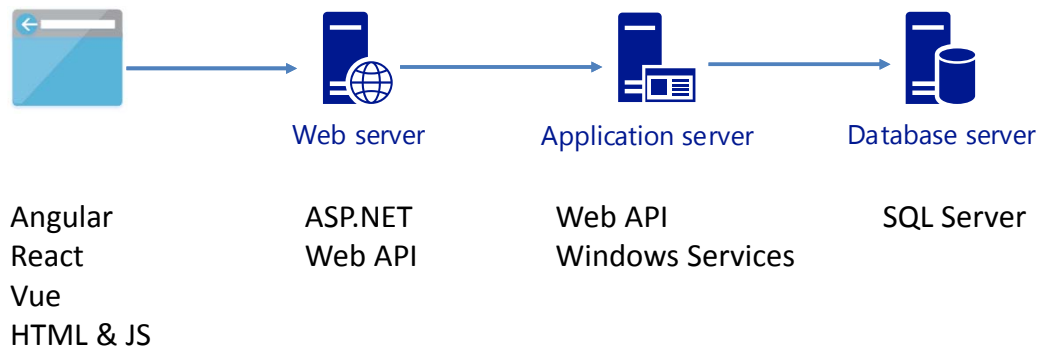 Web server
Application server
Database server
Angular
React
Vue
HTML & JS
ASP.NET
Web API
Web API
Windows Services
SQL Server